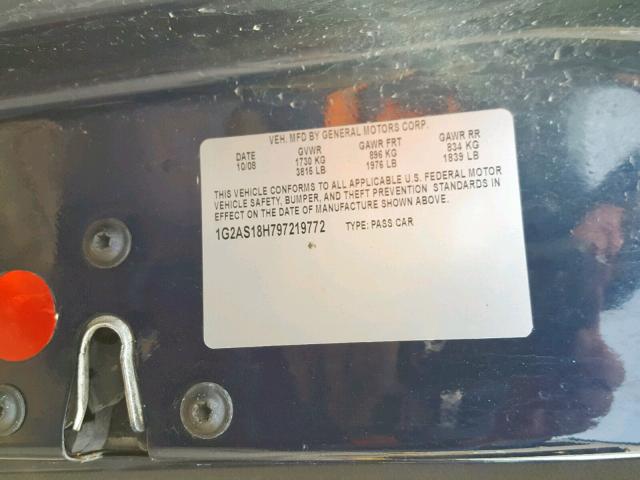 VEH. MFD BY GENERAL MOTORS CORP.
DATE GVWR GAWR FRT GAWR RR
10/08 1730 KG 896 KG 834 KG
3815 LB 1976 LB 1839 LB
THIS VEHICLE CONFORMS TO ALL APPLICABLE U.S. FEDERAL MOTOR
VEHICLE SAFETY, BUMPER, AND THEFT PREVENTION STANDARDS IN
EFFECT ON THE DATE OF MANUFACTURE SHOWN ABOVE.
1G2AS18H797219772 TYPE: PASS CAR